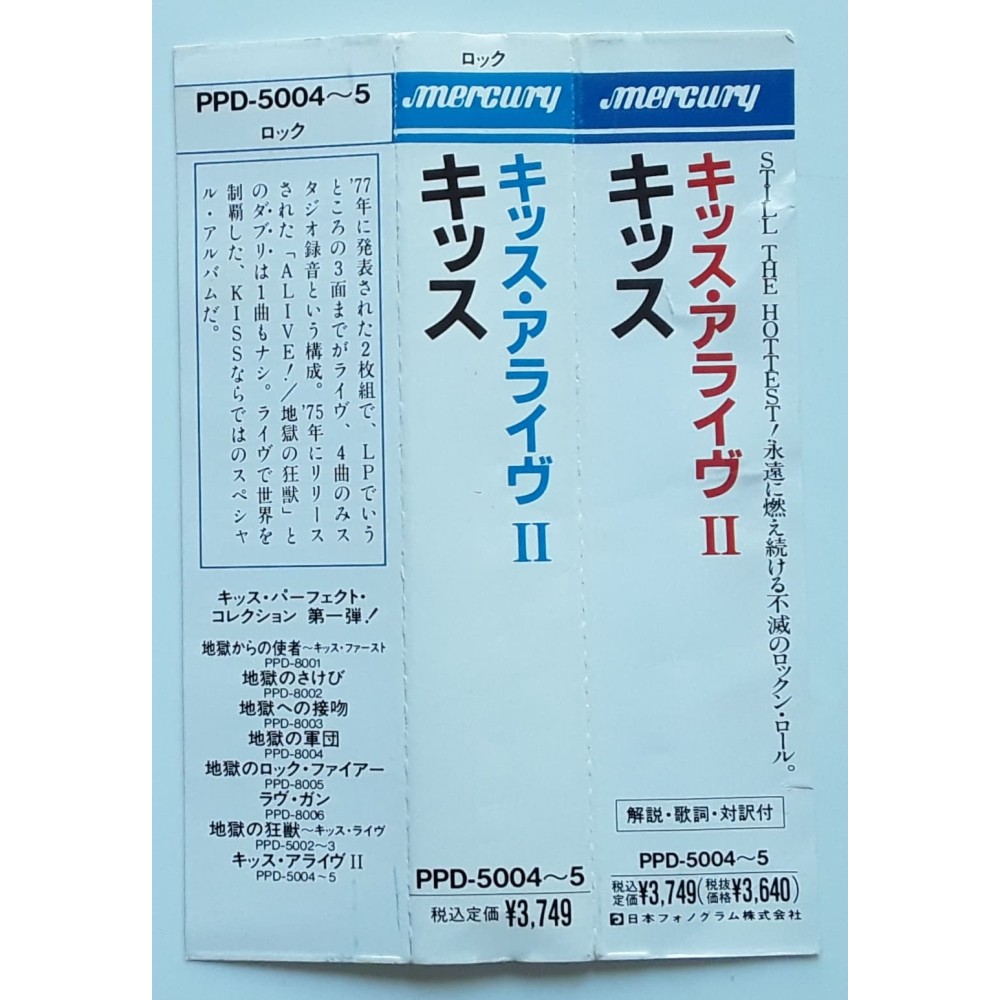 PPD-5004〜5
ロック
'77年に発表された2枚組で、LPでいう
ところの3面までがライヴ、4曲のみス
タジオ録音という構成。'75年にリリース
された「ALIVE!/地獄の狂獣」と
のダブリは1曲もナシ。ライヴで世界を
制覇した、KISSならではのスペシャ
ル・アルバムだ。
キッス・パーフェクト・
コレクション 第一弾!
地獄からの使者〜キッス・ファースト
PPD-8001
地獄のさけび
PPD-8002
地獄への接吻
PPD-8003
地獄の軍団
PPD-8004
地獄のロック・ファイアー
PPD-8005
ラヴ・ガン
PPD-8006
地獄の狂獣〜キッス・ライヴ
PPD-5002〜3
キッス・アライヴII
PPD-5004〜5
ロック
mercury
キッス・アライヴII
キッス
PPD-5004〜5
税込定価 ¥3,749
mercury
STILL THE HOTTEST!永遠に燃え続ける不滅のロックン・ロール。
キッス・アライヴII
キッス
解説・歌詞・対訳付
PPD-5004〜5
税込定価¥3,749(税抜価格¥3,640)
日本フォノグラム株式会社